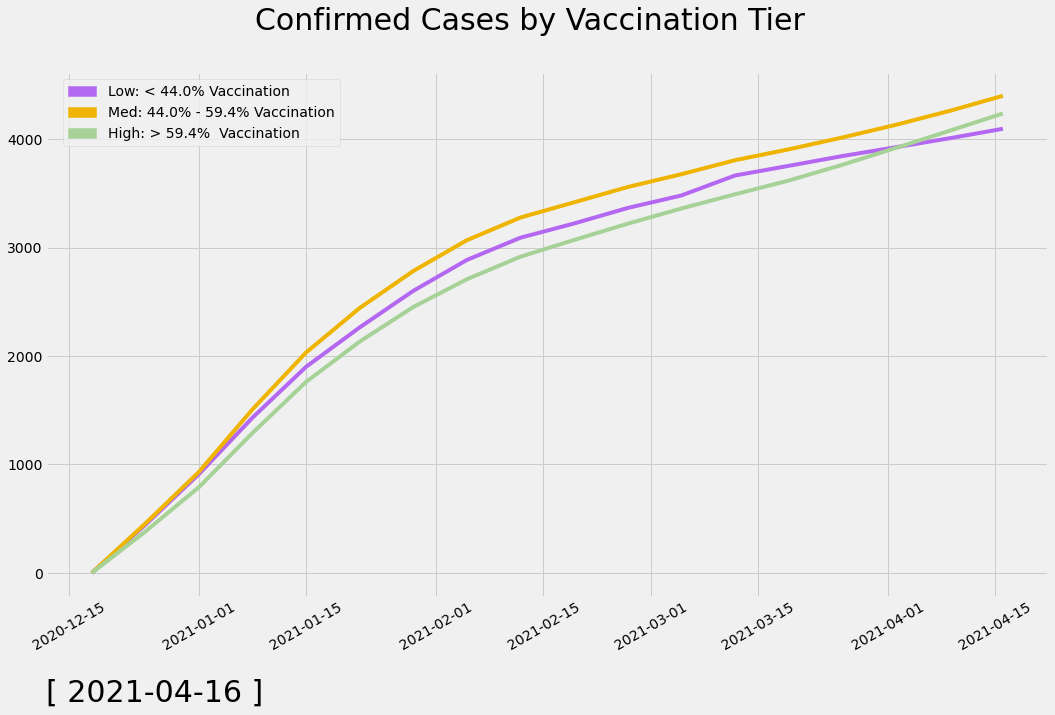 Confirmed Cases by Vaccination Tier
Low: < 44.0% Vaccination
Med: 44.0% - 59.4% Vaccination
High: > 59.4%  Vaccination
4000
3000
2000
1000
0
2020-12-15
2021-01-01
2021-01-15
2021-02-01
2021-02-15
2021-03-01
2021-03-15
2021-04-01
2021-04-15
[ 2021-04-16 ]